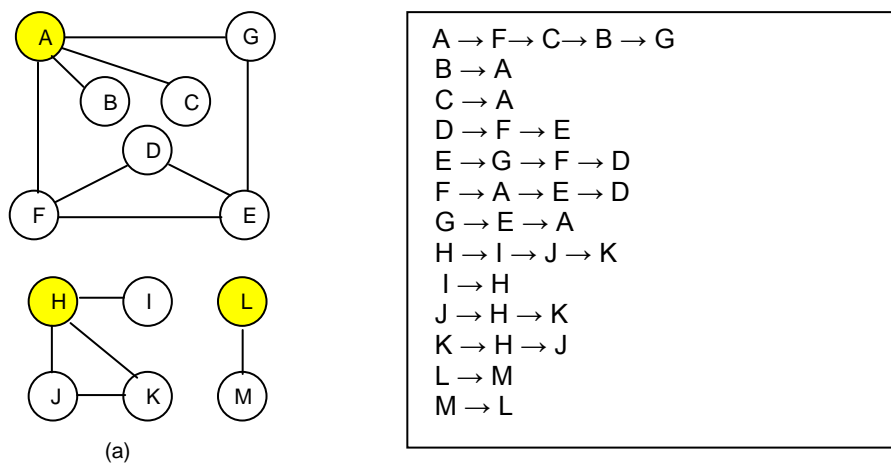 A
G
B
C
D
F
E
H
I
L
J
K
M
(a)
A → F→ C→ B → G
B → A
C → A
D → F → E
E → G → F → D
F → A → E → D
G → E → A
H → I → J → K
I → H
J → H → K
K → H → J
L → M
M → L